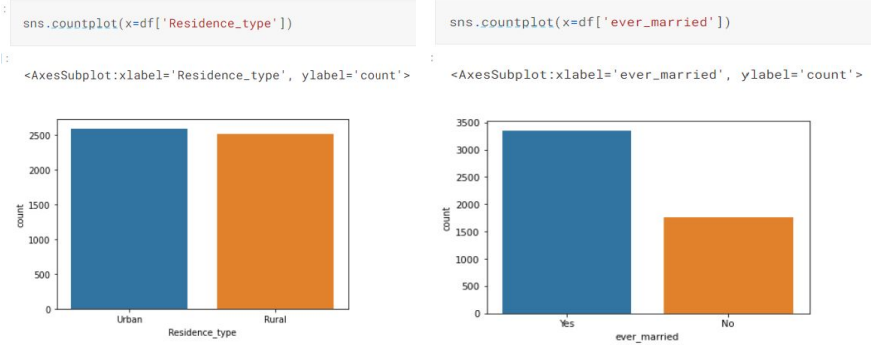 sns.countplot(x=df['Residence_type'])
<AxesSubplot:xlabel='Residence_type', ylabel='count'>
2500
2000
1500
1000
500
0
count
Urban
Rural
Residence_type
sns.countplot(x=df['ever_married'])
<AxesSubplot:xlabel='ever_married', ylabel='count'>
3500
3000
2500
2000
1500
1000
500
0
count
Yes
No
ever_married